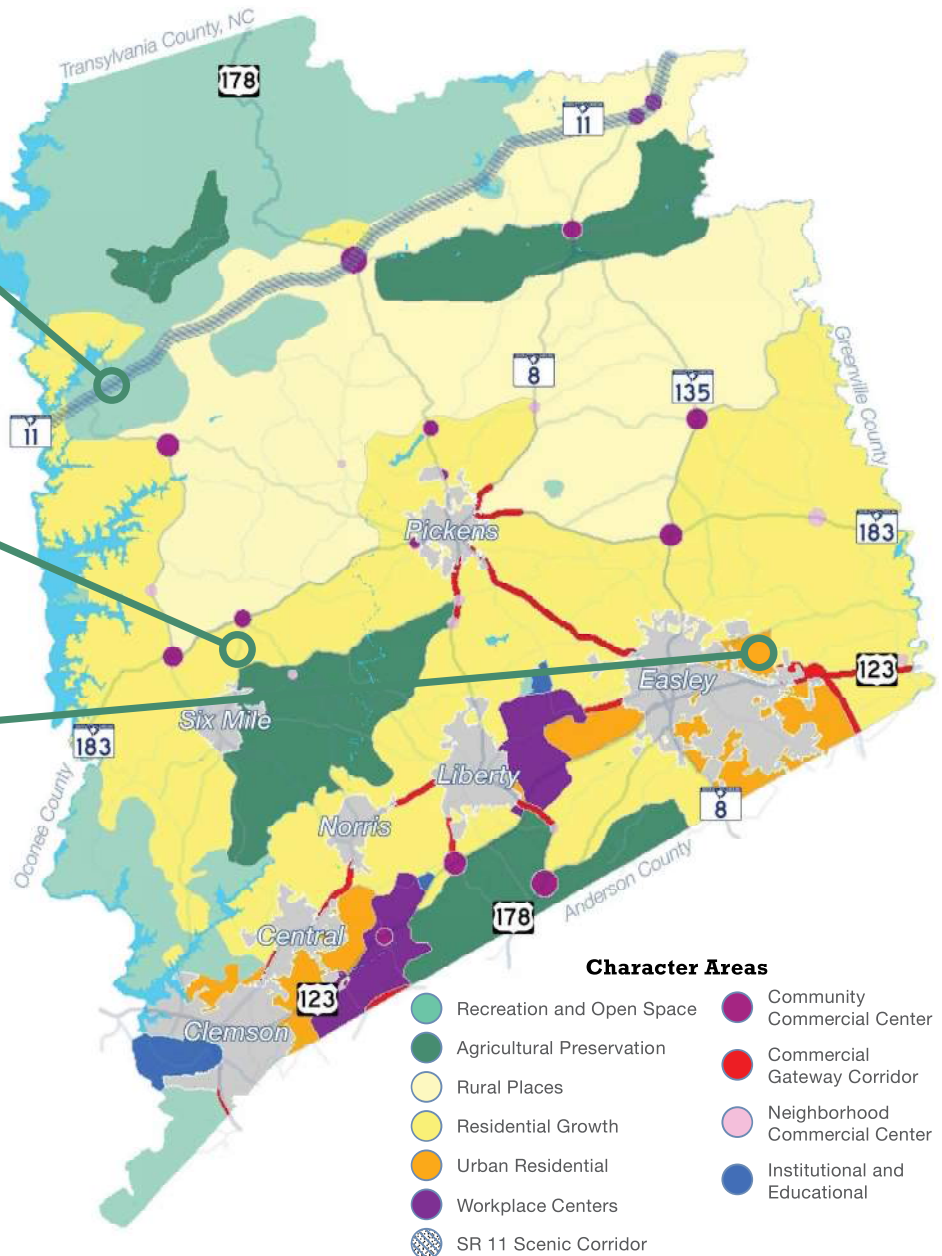 Transylvania County, NC
178
11
8
135
11
Greenville County
Pickens
183
Easley
123
Six Mile
183
Liberty
8
Norris
Oconee County
Anderson County
178
Central
123
Clemson
Character Areas
Recreation and Open Space
Agricultural Preservation
Rural Places
Residential Growth
Urban Residential
Workplace Centers
SR 11 Scenic Corridor
Community
Commercial Center
Commercial
Gateway Corridor
Neighborhood
Commercial Center
Institutional and
Educational